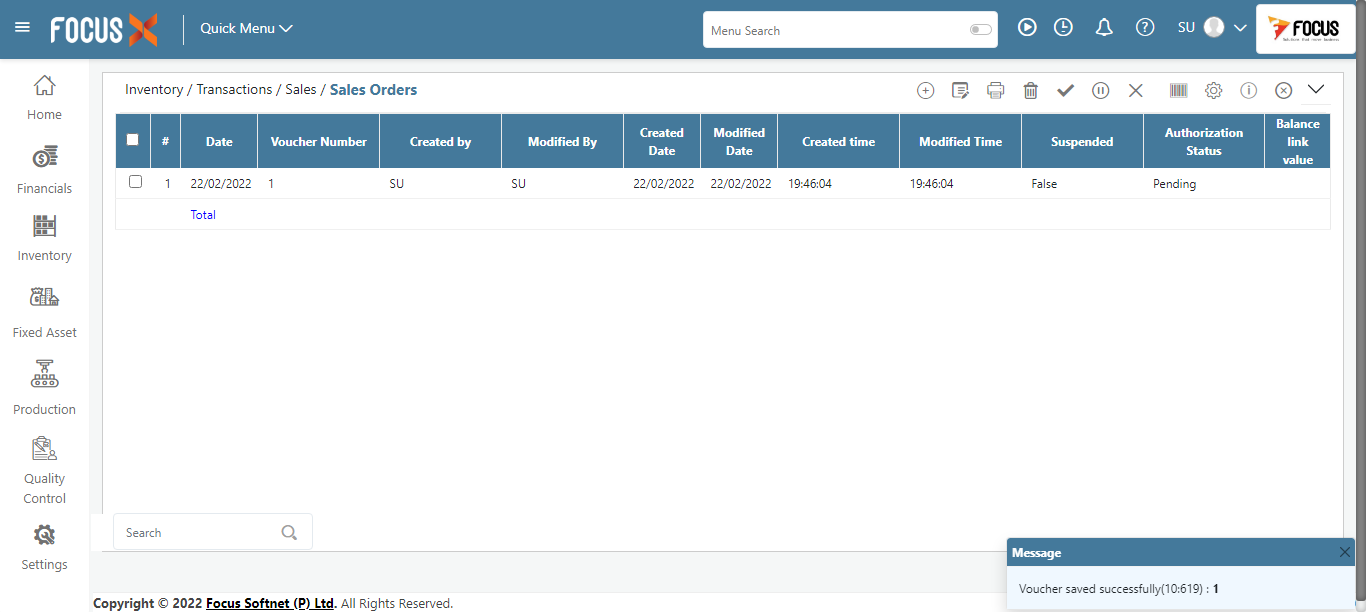 FOCUS X
Quick Menu
Menu Search
SU
FOCUS
Home
Financials
Inventory
Fixed Asset
Production
Quality
Control
Settings
Inventory / Transactions / Sales / Sales Orders
# Date Voucher Number Created by Modified By Created Date Modified Date Created time Modified Time Suspended Authorization Status Balance link value
1 22/02/2022 1 SU SU 22/02/2022 22/02/2022 19:46:04 19:46:04 False Pending
Total
Search
Message
Voucher saved successfully(10:619) : 1
Copyright © 2022 Focus Softnet (P) Ltd. All Rights Reserved.